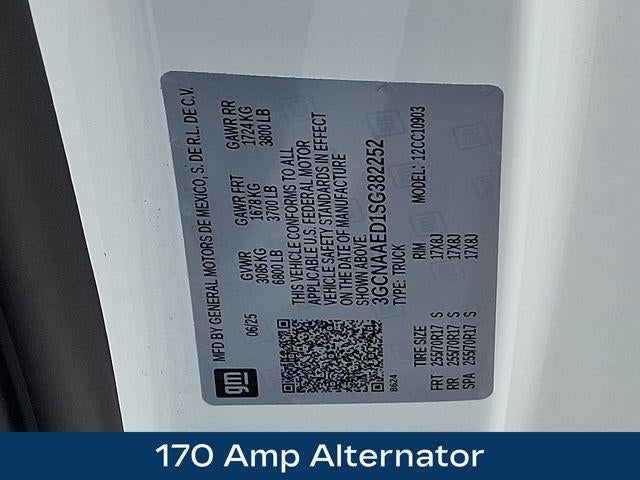 gm
MFD BY GENERAL MOTORS DE MEXICO, S. DE R.L. DE C.V.
06/25
GVWR GAWR FRT GAWR RR
3085 KG 1678 KG 1724 KG
6800 LB 3700 LB 3800 LB
THIS VEHICLE CONFORMS TO ALL
APPLICABLE U.S. FEDERAL MOTOR
VEHICLE SAFETY STANDARDS IN EFFECT
ON THE DATE OF MANUFACTURE
SHOWN ABOVE.
3GCNAAED1SG382252
TYPE: TRUCK MODEL: 12CC10903
8624
TIRE SIZE RIM
FRT 255/70R17 S 17X8J
RR 255/70R17 S 17X8J
SPA 255/70R17 S 17X8J
170 Amp Alternator